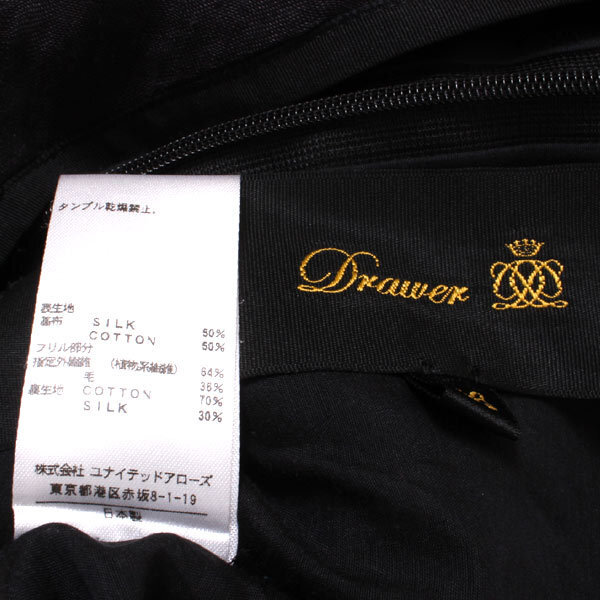 タンブル乾燥禁止。
表生地
基布 SILK 50%
COTTON 50%
フリル部分
指定外繊維 (植物系繊維) 64%
毛 36%
裏生地 COTTON 70%
SILK 30%
株式会社 ユナイテッドアローズ
東京都港区赤坂8-1-19
日本製
Drawer